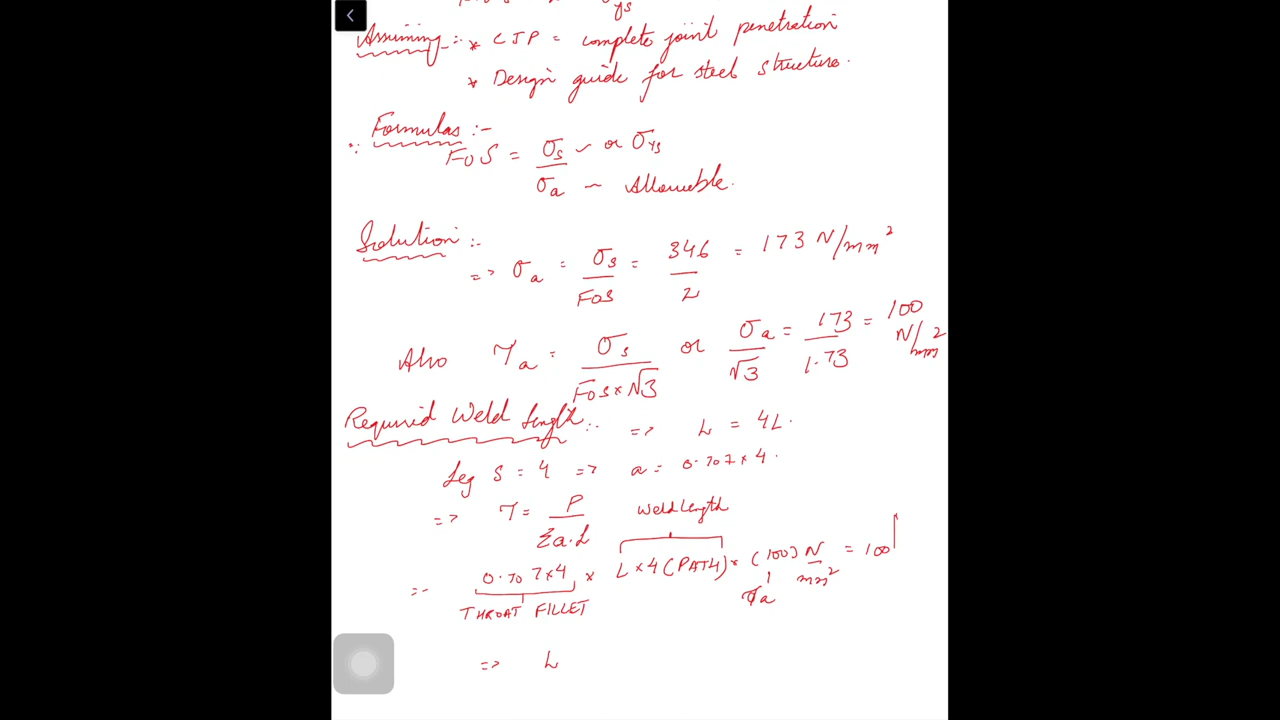 Assuming :- * CJP = complete joint penetration
* Design guide for steel structure.
Formulas :-
∵ FOS = σs ~ or σys
σa ~ Allowable.
Solution :-
=> σa = σs / FOS = 346 / 2 = 173 N/mm²
Also τa = σs / FOS × √3 or σa / √3 = 173 / 1.73 = 100 N/mm²
Required Weld length :- => L = 4L.
Leg S = 4 => a = 0.707 × 4.
=> τ = P / Σa·L Weld length
=- 0.707×4 × L × 4 (PATH) × (100) N/mm² = 100
THROAT FILLET τa
=> L